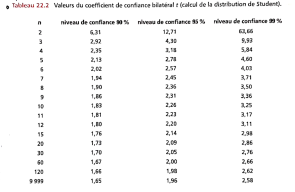 Tableau 22.2 Valeurs du coefficient de confiance bilatéral t (calcul de la distribution de Student).
n niveau de confiance 90 % niveau de confiance 95 % niveau de confiance 99 %
2 6,31 12,71 63,66
3 2,92 4,30 9,93
4 2,35 3,18 5,84
5 2,13 2,78 4,60
6 2,02 2,57 4,03
7 1,94 2,45 3,71
8 1,90 2,36 3,50
9 1,86 2,31 3,36
10 1,83 2,26 3,25
11 1,81 2,23 3,17
12 1,80 2,20 3,11
15 1,76 2,14 2,98
20 1,73 2,09 2,86
30 1,70 2,05 2,76
60 1,67 2,00 2,66
120 1,66 1,98 2,62
9 999 1,65 1,96 2,58